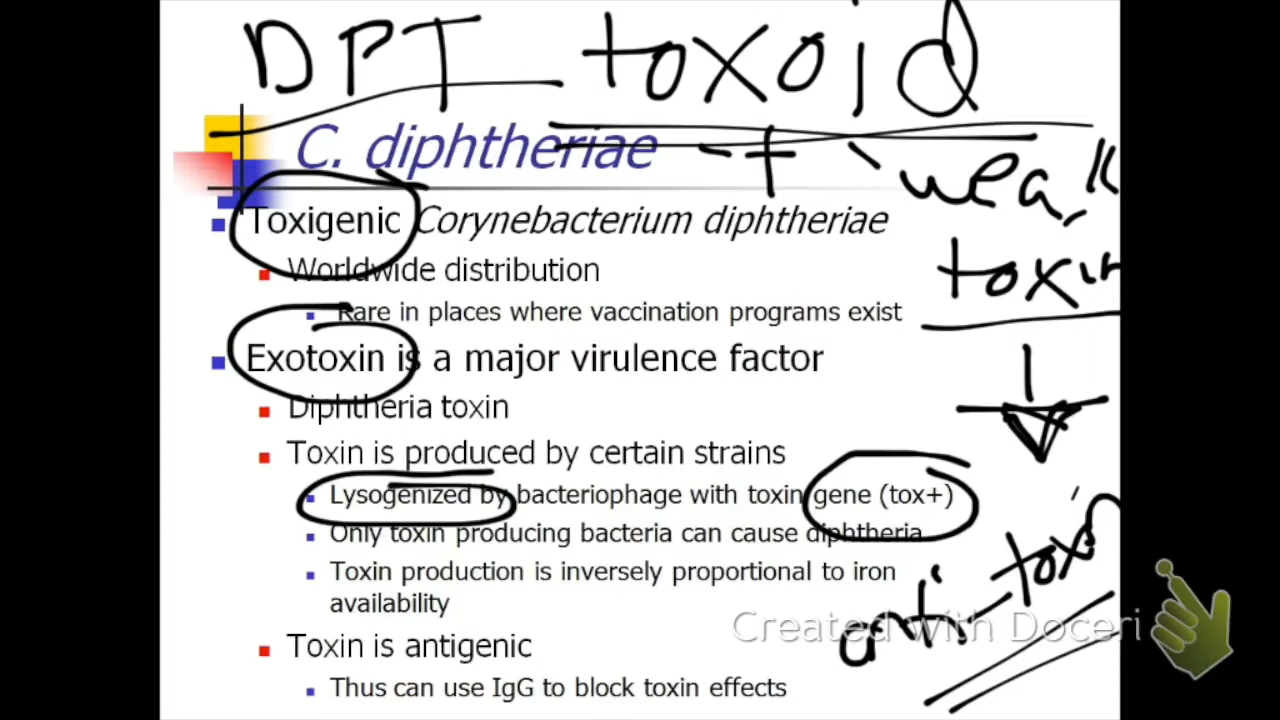 DPT toxoid
C. diphtheriae
weak
toxin
Toxigenic Corynebacterium diphtheriae
Worldwide distribution
Rare in places where vaccination programs exist
Exotoxin is a major virulence factor
Diphtheria toxin
Toxin is produced by certain strains
Lysogenized by bacteriophage with toxin gene (tox+)
Only toxin producing bacteria can cause diphtheria
Toxin production is inversely proportional to iron
availability
Toxin is antigenic
Thus can use IgG to block toxin effects
anti-toxin
Created with Doceri